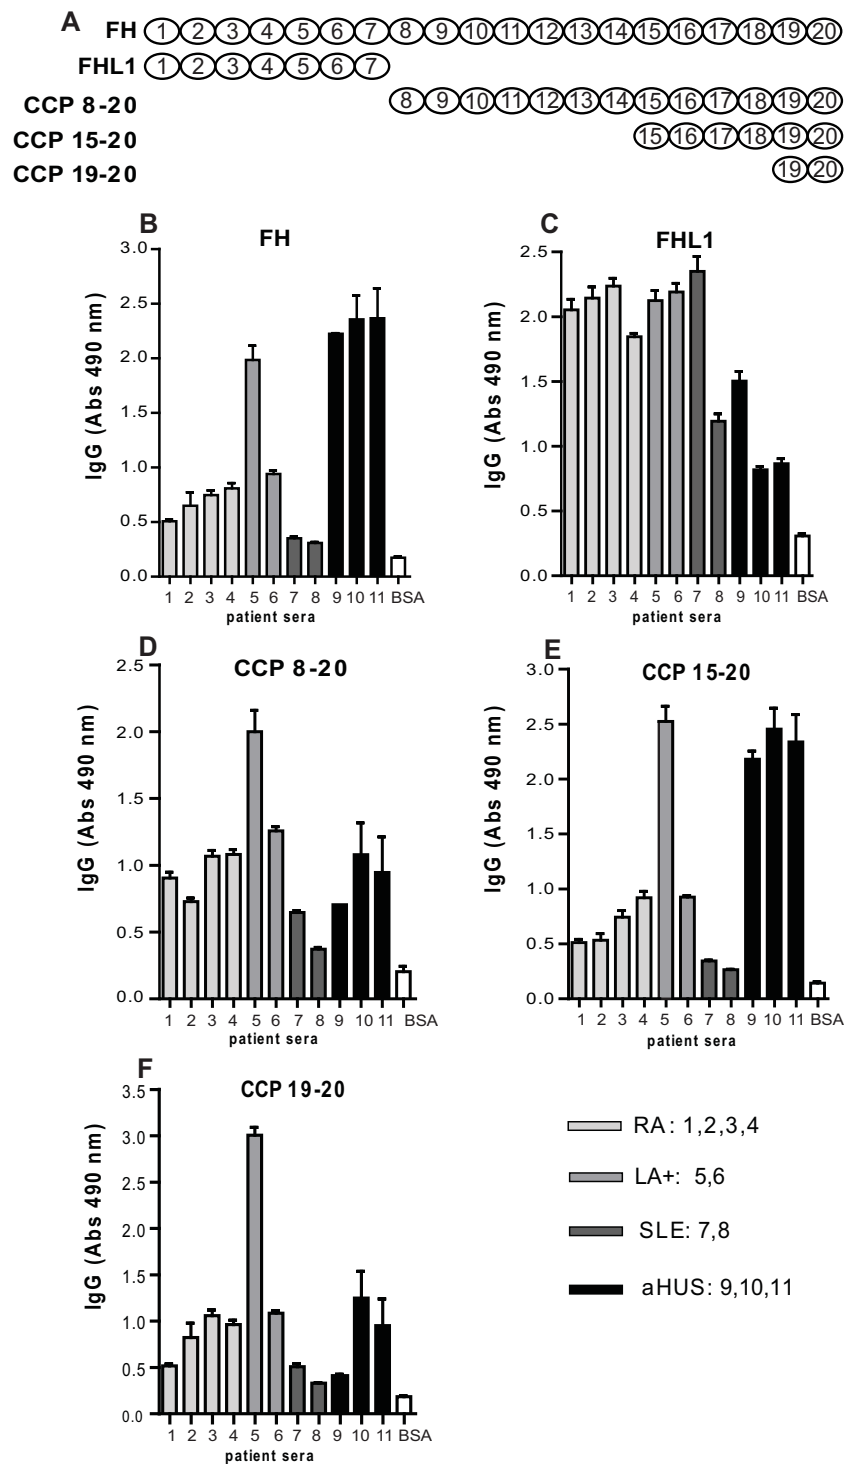 A
FH 1 2 3 4 5 6 7 8 9 10 11 12 13 14 15 16 17 18 19 20
FHL1 1 2 3 4 5 6 7
CCP 8-20 8 9 10 11 12 13 14 15 16 17 18 19 20
CCP 15-20 15 16 17 18 19 20
CCP 19-20 19 20
B
FH
IgG (Abs 490 nm)
3.0
2.5
2.0
1.5
1.0
0.5
0.0
1 2 3 4 5 6 7 8 9 10 11 BSA
patient sera
C
FHL1
IgG (Abs 490 nm)
2.5
2.0
1.5
1.0
0.5
0.0
1 2 3 4 5 6 7 8 9 10 11 BSA
patient sera
D
CCP 8-20
IgG (Abs 490 nm)
2.5
2.0
1.5
1.0
0.5
0.0
1 2 3 4 5 6 7 8 9 10 11 BSA
patient sera
E
CCP 15-20
IgG (Abs 490 nm)
3.0
2.5
2.0
1.5
1.0
0.5
0.0
1 2 3 4 5 6 7 8 9 10 11 BSA
patient sera
F
CCP 19-20
IgG (Abs 490 nm)
3.5
3.0
2.5
2.0
1.5
1.0
0.5
0.0
1 2 3 4 5 6 7 8 9 10 11 BSA
patient sera
RA: 1,2,3,4
LA+: 5,6
SLE: 7,8
aHUS: 9,10,11